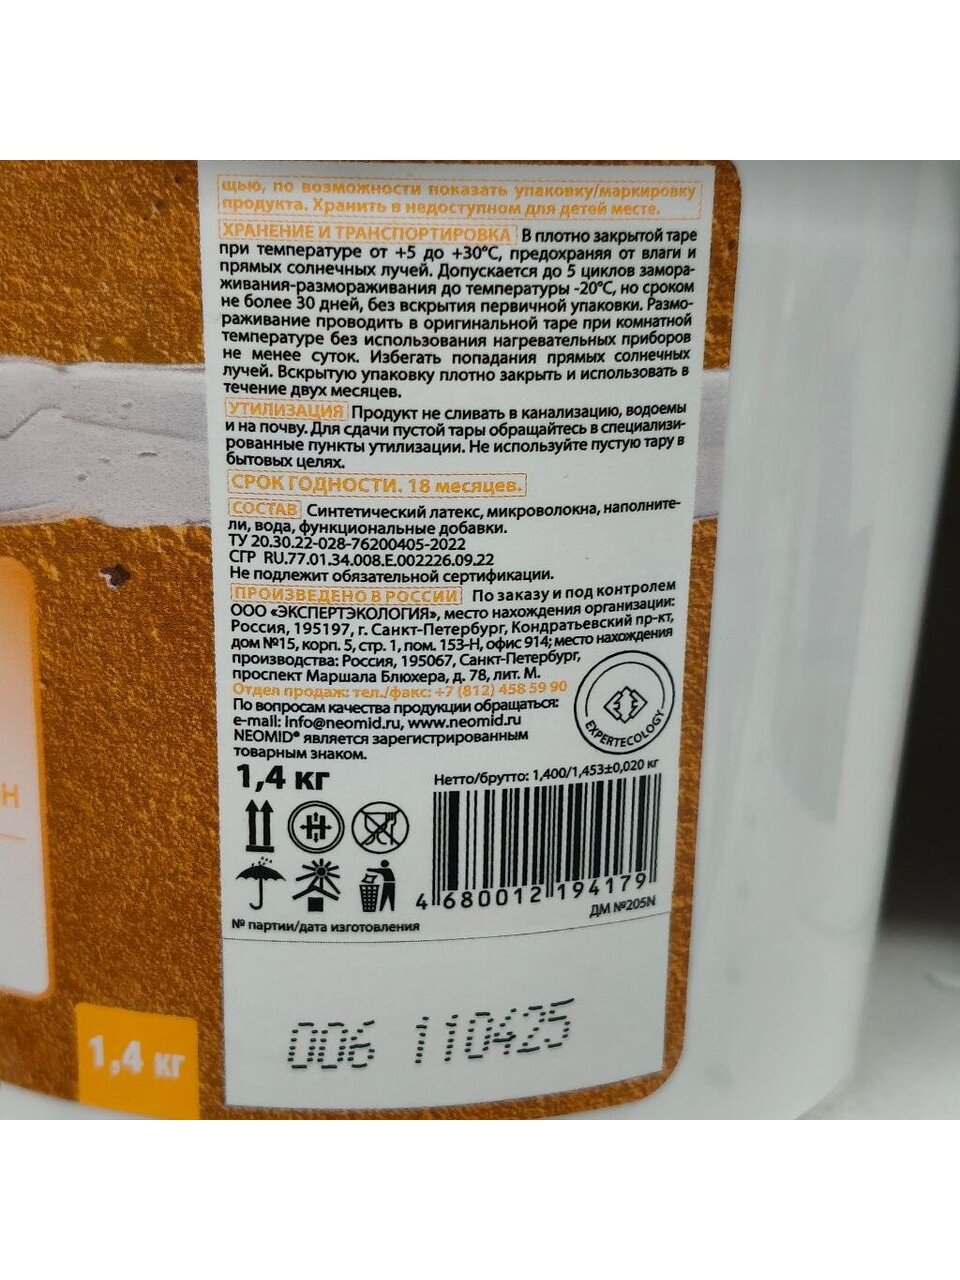 щью, по возможности показать упаковку/маркировку
продукта. Хранить в недоступном для детей месте.
ХРАНЕНИЕ И ТРАНСПОРТИРОВКА В плотно закрытой таре
при температуре от +5 до +30°С, предохраняя от влаги и
прямых солнечных лучей. Допускается до 5 циклов замора-
живания-размораживания до температуры -20°С, но сроком
не более 30 дней, без вскрытия первичной упаковки. Размо-
раживание проводить в оригинальной таре при комнатной
температуре без использования нагревательных приборов
не менее суток. Избегать попадания прямых солнечных
лучей. Вскрытую упаковку плотно закрыть и использовать в
течение двух месяцев.
УТИЛИЗАЦИЯ Продукт не сливать в канализацию, водоемы
и на почву. Для сдачи пустой тары обращайтесь в специализи-
рованные пункты утилизации. Не используйте пустую тару в
бытовых целях.
СРОК ГОДНОСТИ. 18 месяцев.
СОСТАВ Синтетический латекс, микроволокна, наполните-
ли, вода, функциональные добавки.
ТУ 20.30.22-028-76200405-2022
СГР RU.77.01.34.008.E.002226.09.22
Не подлежит обязательной сертификации.
ПРОИЗВЕДЕНО В РОССИИ По заказу и под контролем
ООО «ЭКСПЕРТЭКОЛОГИЯ», место нахождения организации:
Россия, 195197, г. Санкт-Петербург, Кондратьевский пр-кт,
дом №15, корп. 5, стр. 1, пом. 153-Н, офис 914; место нахождения
производства: Россия, 195067, Санкт-Петербург,
проспект Маршала Блюхера, д. 78, лит. М.
Отдел продаж: тел./факс: +7 (812) 458 59 90
По вопросам качества продукции обращаться:
e-mail: info@neomid.ru, www.neomid.ru
NEOMID® является зарегистрированным
товарным знаком.
EXPERTECOLOGY
1,4 кг
Нетто/брутто: 1,400/1,453±0,020 кг
4 680012 194179
ДМ №205N
№ партии/дата изготовления
006 110425
Н
1,4 кг